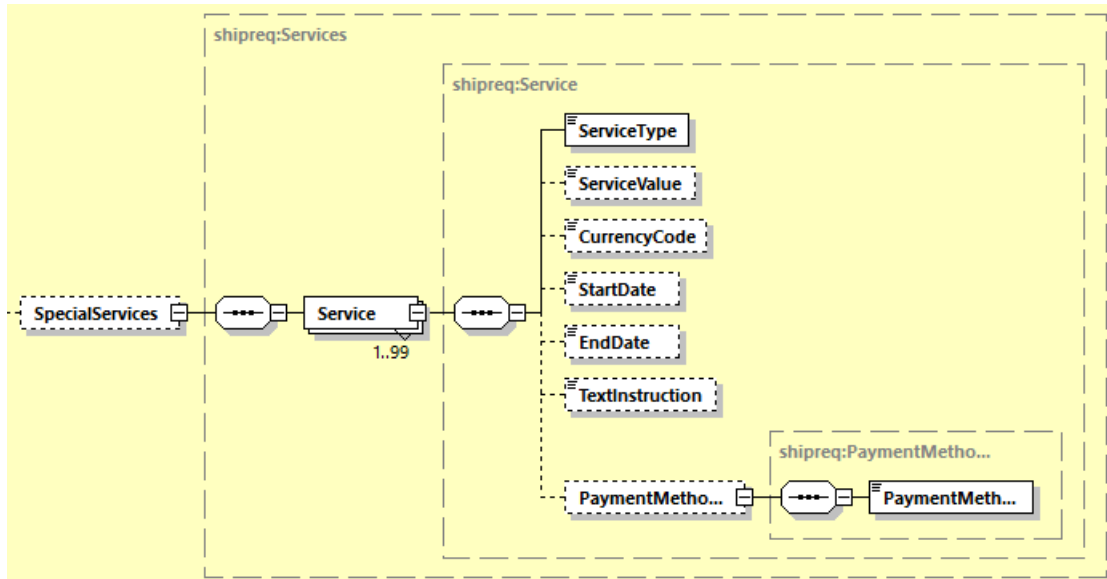 shipreq:Services
shipreq:Service
ServiceType
ServiceValue
CurrencyCode
StartDate
SpecialServices
Service
EndDate
1..99
TextInstruction
shipreq:PaymentMetho...
PaymentMetho...
PaymentMeth...